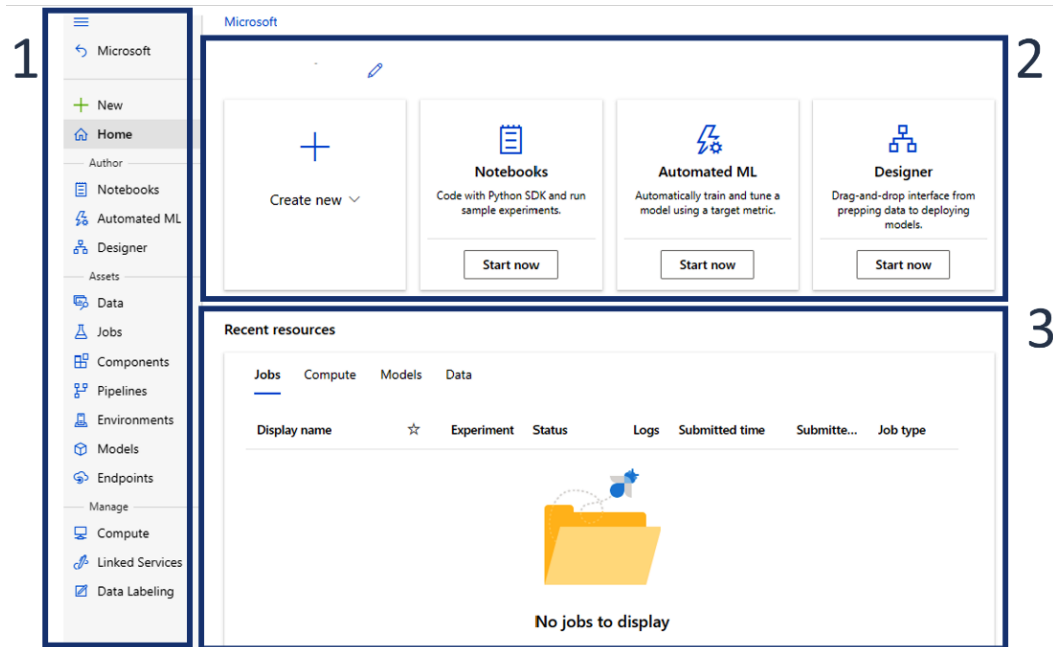 1
Microsoft
New
Home
Author
Notebooks
Automated ML
Designer
Assets
Data
Jobs
Components
Pipelines
Environments
Models
Endpoints
Manage
Compute
Linked Services
Data Labeling
Microsoft
2
Create new
Notebooks
Code with Python SDK and run
sample experiments.
Start now
Automated ML
Automatically train and tune a
model using a target metric.
Start now
Designer
Drag-and-drop interface from
prepping data to deploying
models.
Start now
3
Recent resources
Jobs Compute Models Data
Display name Experiment Status Logs Submitted time Submitte... Job type
No jobs to display